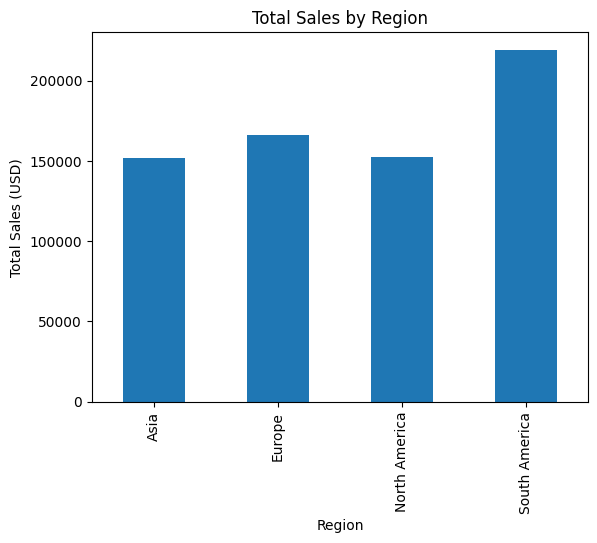 Total Sales by Region
Total Sales (USD)
200000
150000
100000
50000
0
Asia
Europe
North America
South America
Region